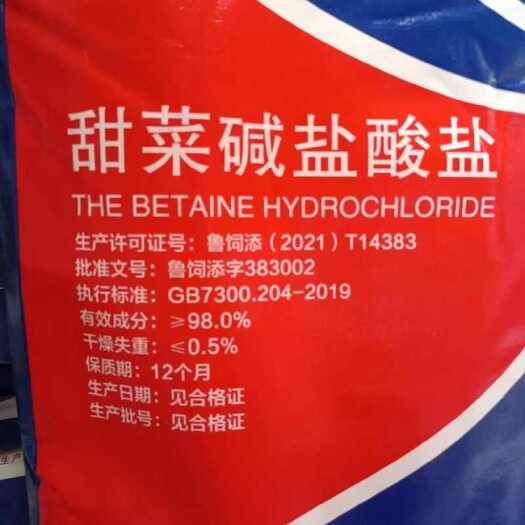 甜菜碱盐酸盐
THE BETAINE HYDROCHLORIDE
生产许可证号：鲁饲添（2021）T14383
批准文号：鲁饲添字383002
执行标准：GB7300.204-2019
有效成分：≥98.0%
干燥失重：≤0.5%
保质期：12个月
生产日期：见合格证
生产批号：见合格证
生产